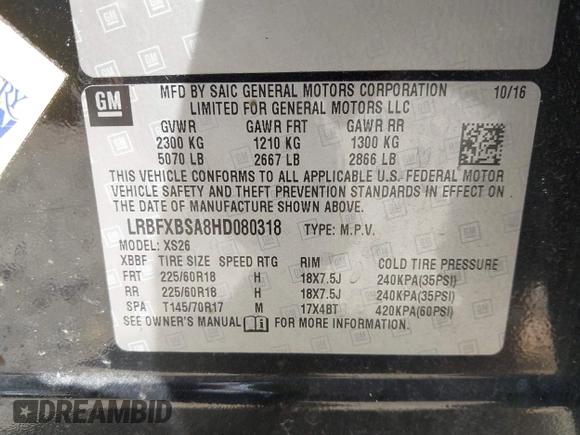 GM
MFD BY SAIC GENERAL MOTORS CORPORATION 10/16
LIMITED FOR GENERAL MOTORS LLC
GVWR GAWR FRT GAWR RR
2300 KG 1210 KG 1300 KG
5070 LB 2667 LB 2866 LB
THIS VEHICLE CONFORMS TO ALL APPLICABLE U.S. FEDERAL MOTOR
VEHICLE SAFETY AND THEFT PREVENTION STANDARDS IN EFFECT ON
THE DATE OF MANUFACTURE SHOWN ABOVE.
LRBFXBSA8HD080318 TYPE: M.P.V.
MODEL: XS26
XBBF TIRE SIZE SPEED RTG RIM COLD TIRE PRESSURE
FRT 225/60R18 H 18X7.5J 240KPA(35PSI)
RR 225/60R18 H 18X7.5J 240KPA(35PSI)
SPA T145/70R17 M 17X4BT 420KPA(60PSI)
SEE OWNER'S MANUAL FOR MORE INFORMATION
DREAMBID